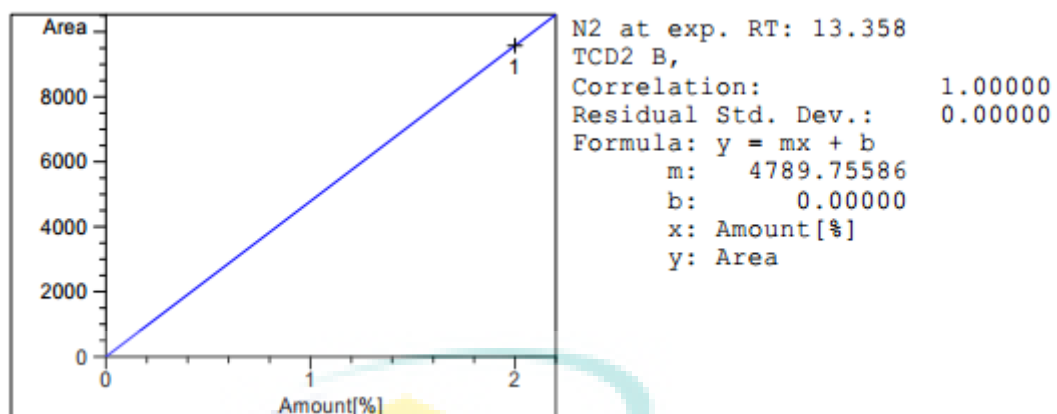 Area
8000
6000
4000
2000
0
0 1 2
1
Amount[%]
N2 at exp. RT: 13.358
TCD2 B,
Correlation: 1.00000
Residual Std. Dev.: 0.00000
Formula: y = mx + b
m: 4789.75586
b: 0.00000
x: Amount[%]
y: Area